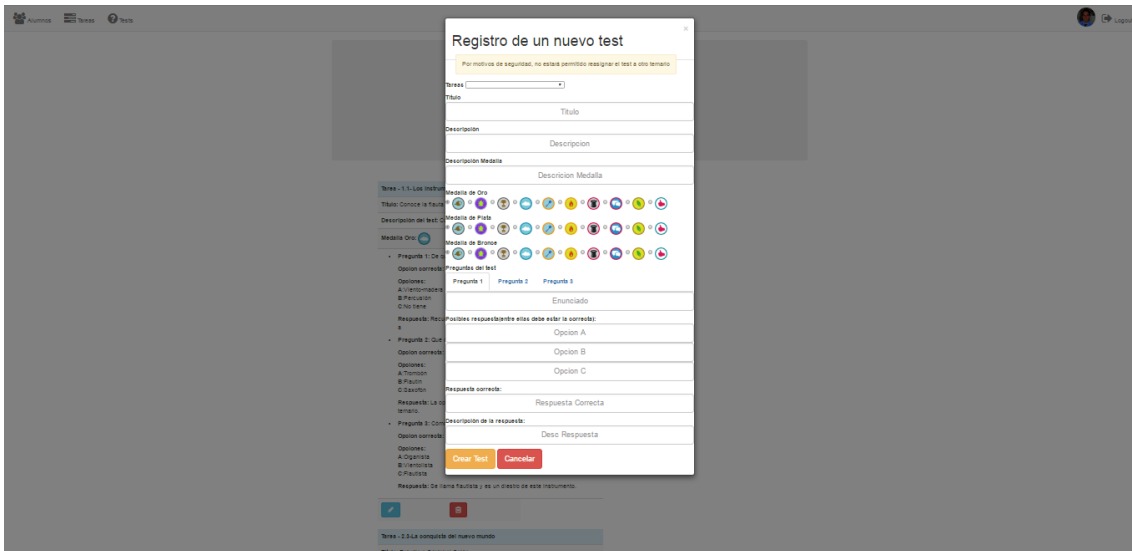 Alumnos Tareas Tests Logout
×
Registro de un nuevo test
Por motivos de seguridad, no estará permitido reasignar el test a otro temario
Tareas
Título
Titulo
Descripción
Descripcion
Descripción Medalla
Descricion Medalla
Medalla de Oro
Medalla de Plata
Medalla de Bronce
Preguntas del test
Pregunta 1 Pregunta 2 Pregunta 3
Enunciado
Posibles respuesta(entre ellas debe estar la correcta):
Opcion A
Opcion B
Opcion C
Respuesta correcta:
Respuesta Correcta
Descripción de la respuesta:
Desc Respuesta
Crear Test Cancelar
Tarea - 1.1-Los
Título: Conoce la flauta
Descripción del test:
Medalla Oro:
Pregunta 1: De
Opcion correcta:
Opciones:
A:Viento-madera
B:Percusión
C:No tiene
Respuesta:
a
Pregunta 2: Que
Opcion correcta:
Opciones:
A:Trombón
B:Flautín
C:Saxofón
Respuesta: La
temario.
Pregunta 3:
Opcion correcta:
Opciones:
A:Organista
B:Vientolista
C:Flautista
Respuesta: De llama flautista y es un diestro de este instrumento.
Tarea - 2.3-La conquista del nuevo mundo